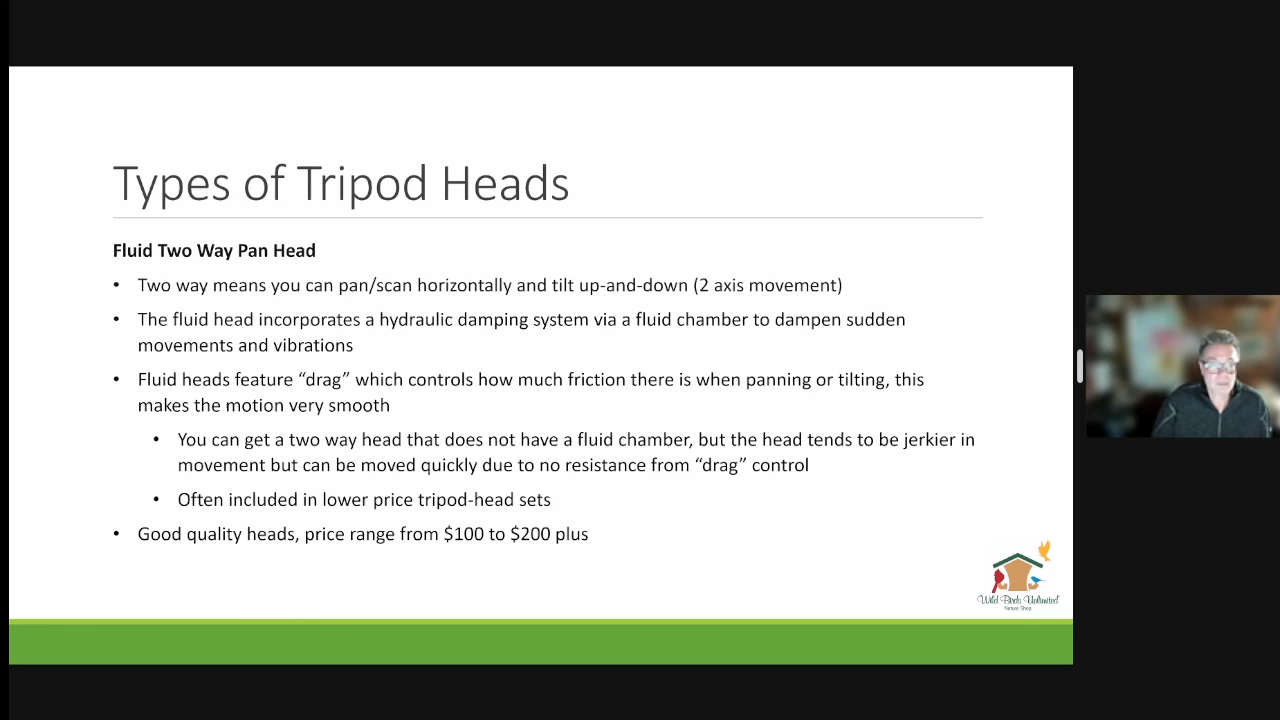 Types of Tripod Heads
Fluid Two Way Pan Head
• Two way means you can pan/scan horizontally and tilt up-and-down (2 axis movement)
• The fluid head incorporates a hydraulic damping system via a fluid chamber to dampen sudden
movements and vibrations
• Fluid heads feature “drag” which controls how much friction there is when panning or tilting, this
makes the motion very smooth
• You can get a two way head that does not have a fluid chamber, but the head tends to be jerkier in
movement but can be moved quickly due to no resistance from “drag” control
• Often included in lower price tripod-head sets
• Good quality heads, price range from $100 to $200 plus
Wild Birds Unlimited
Nature Shop